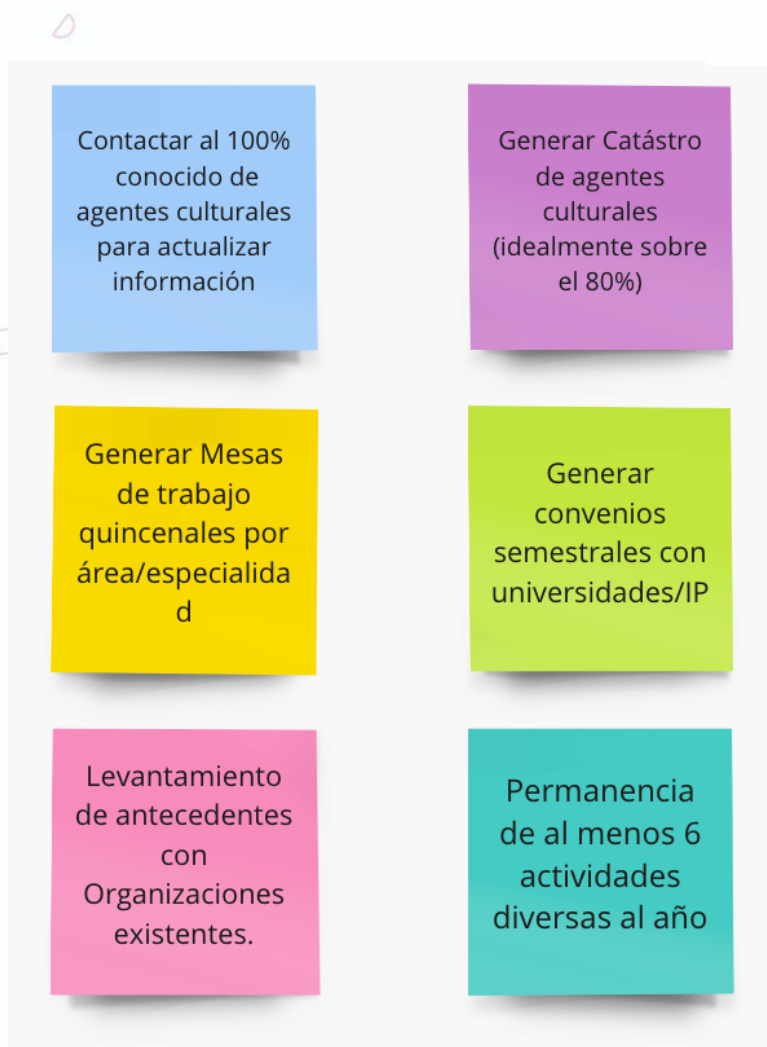 Contactar al 100%
conocido de
agentes culturales
para actualizar
información
Generar Catástro
de agentes
culturales
(idealmente sobre
el 80%)
Generar Mesas
de trabajo
quincenales por
área/especialida
d
Generar
convenios
semestrales con
universidades/IP
Levantamiento
de antecedentes
con
Organizaciones
existentes.
Permanencia
de al menos 6
actividades
diversas al año